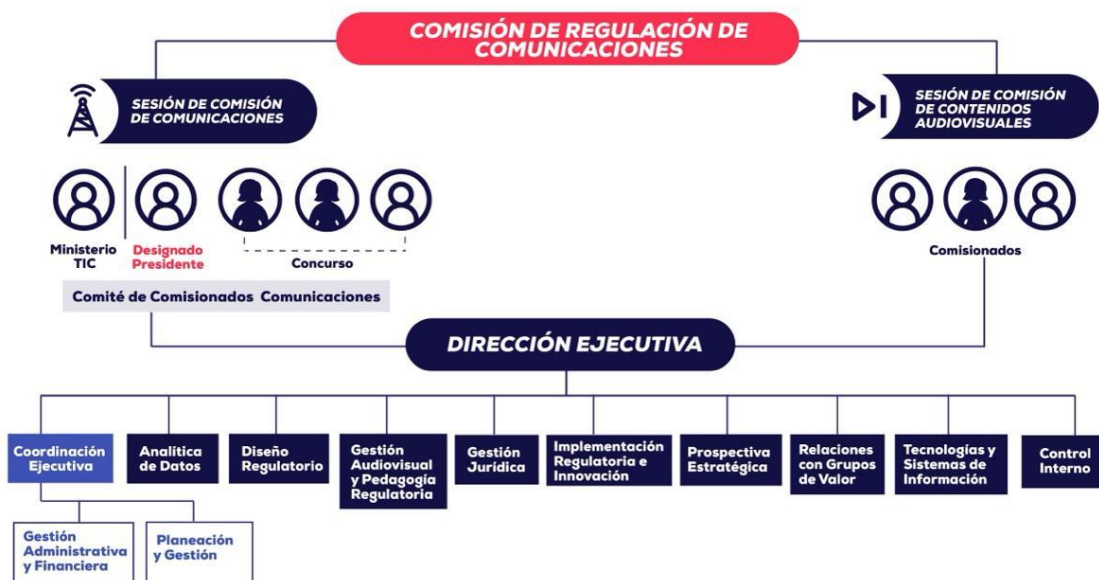 COMISIÓN DE REGULACIÓN DE
COMUNICACIONES
SESIÓN DE COMISIÓN
DE COMUNICACIONES
SESIÓN DE COMISIÓN
DE CONTENIDOS
AUDIOVISUALES
Ministerio
TIC
Designado
Presidente
Concurso
Comisionados
Comité de Comisionados Comunicaciones
DIRECCIÓN EJECUTIVA
Coordinación
Ejecutiva
Analítica
de Datos
Diseño
Regulatorio
Gestión
Audiovisual
y Pedagogía
Regulatoria
Gestión
Jurídica
Implementación
Regulatoria e
Innovación
Prospectiva
Estratégica
Relaciones
con Grupos
de Valor
Tecnologías y
Sistemas de
Información
Control
Interno
Gestión
Administrativa
y Financiera
Planeación
y Gestión